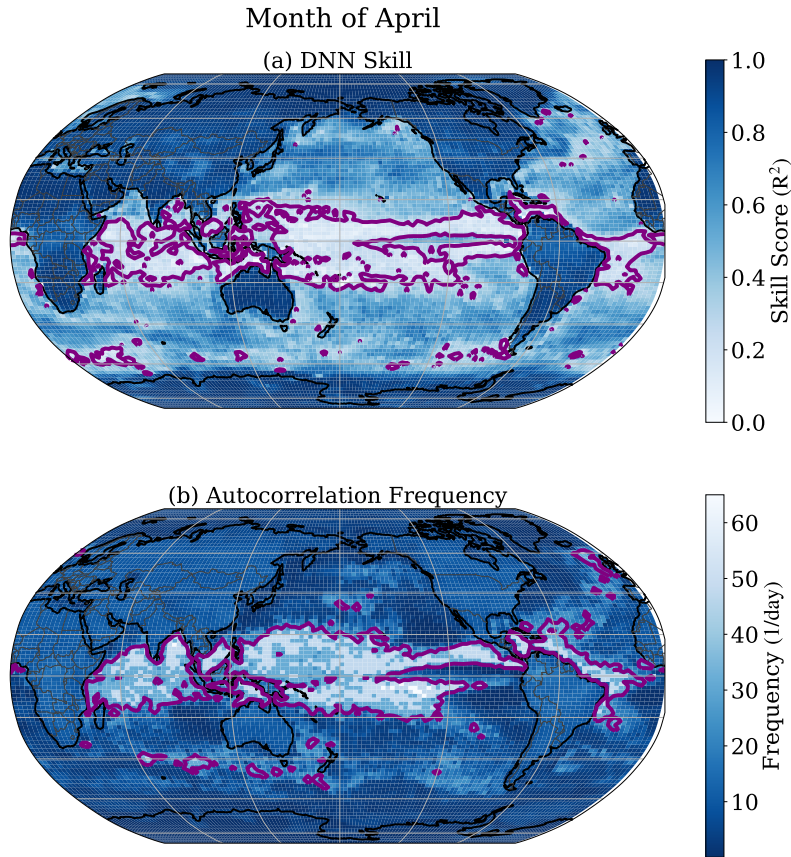 Month of April
(a) DNN Skill
1.0
0.8
0.6
0.4
0.2
0.0
Skill Score (R²)
(b) Autocorrelation Frequency
60
50
40
30
20
10
Frequency (1/day)